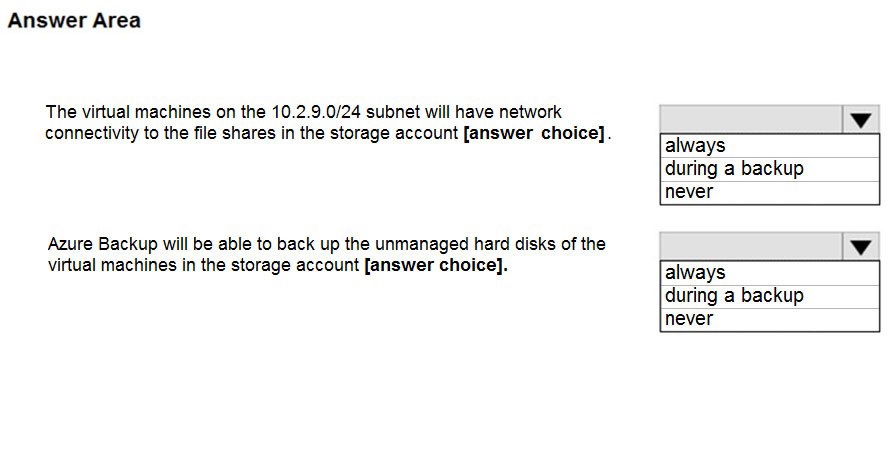 Answer Area
The virtual machines on the 10.2.9.0/24 subnet will have network
connectivity to the file shares in the storage account [answer choice].
always
during a backup
never
Azure Backup will be able to back up the unmanaged hard disks of the
virtual machines in the storage account [answer choice].
always
during a backup
never